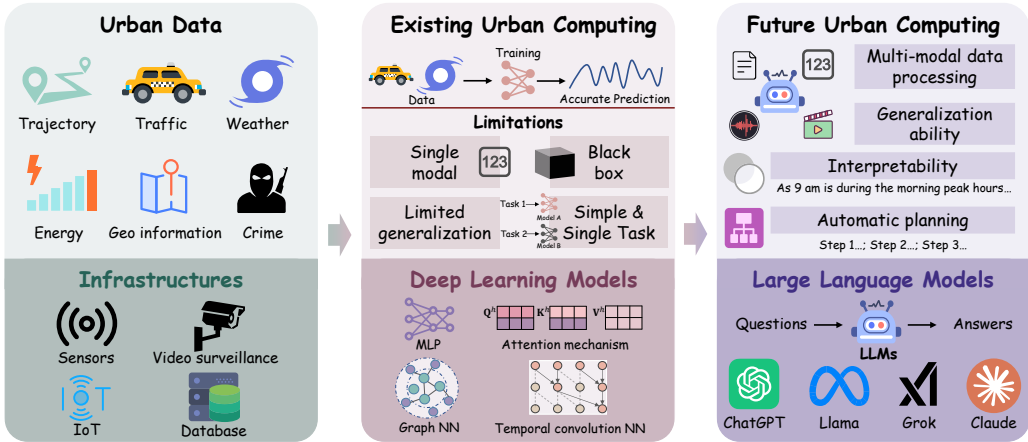 Urban Data
Trajectory
Traffic
Weather
Energy
Geo information
Crime
Infrastructures
Sensors
Video surveillance
IoT
IoT
Database
Existing Urban Computing
Training
Data
Accurate Prediction
Limitations
Single
modal
123
Black
box
Limited
generalization
Task 1
Model A
Task 2
Model B
Simple &
Single Task
Deep Learning Models
MLP
Qʰ
Kʰ
Vʰ
Attention mechanism
Graph NN
Temporal convolution NN
Future Urban Computing
123
Multi-modal data
processing
Generalization
ability
Interpretability
As 9 am is during the morning peak hours…
Automatic planning
Step 1…; Step 2…; Step 3…
Large Language Models
Questions
Answers
LLMs
ChatGPT
Llama
Grok
Claude